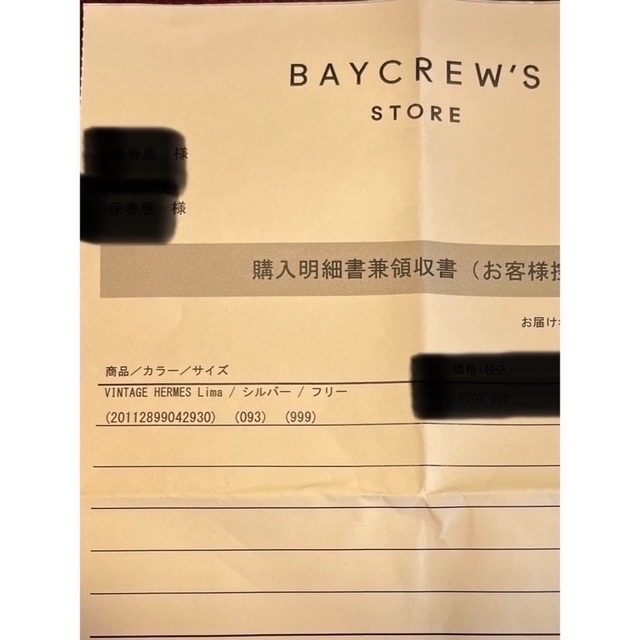 BAYCREW'S
STORE
様
様
購入明細書兼領収書（お客様控
お届け
商品／カラー／サイズ
VINTAGE HERMES Lima / シルバー / フリー
(20112899042930) (093) (999)